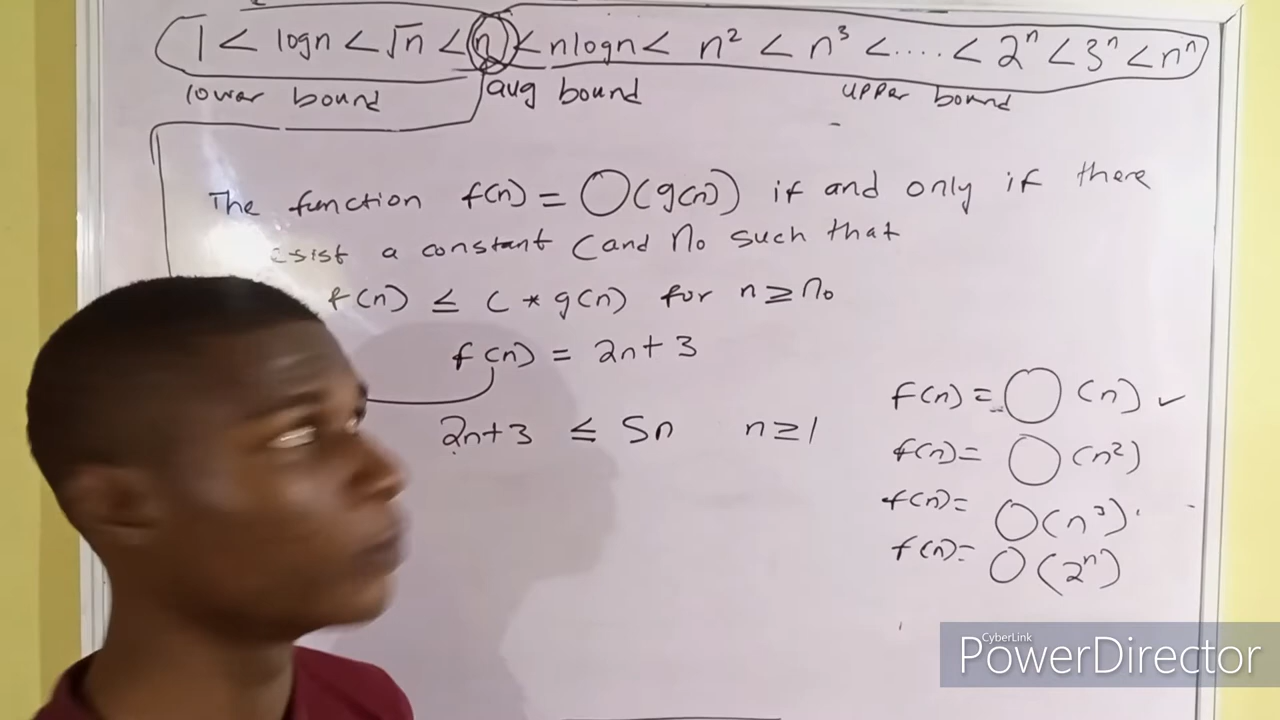 1 < logn < √n < n < nlogn < n² < n³ < .... < 2ⁿ < 3ⁿ < nⁿ
lower bound avg bound upper bound
The function f(n) = O(g(n)) if and only if there
esist a constant C and n₀ such that
f(n) ≤ C * g(n) for n ≥ n₀
f(n) = 2n + 3
2n+3 ≤ 5n n ≥ 1
f(n) = O(n) ✓
f(n) = O(n²)
f(n) = O(n³)
f(n) = O(2ⁿ)
CyberLink
PowerDirector